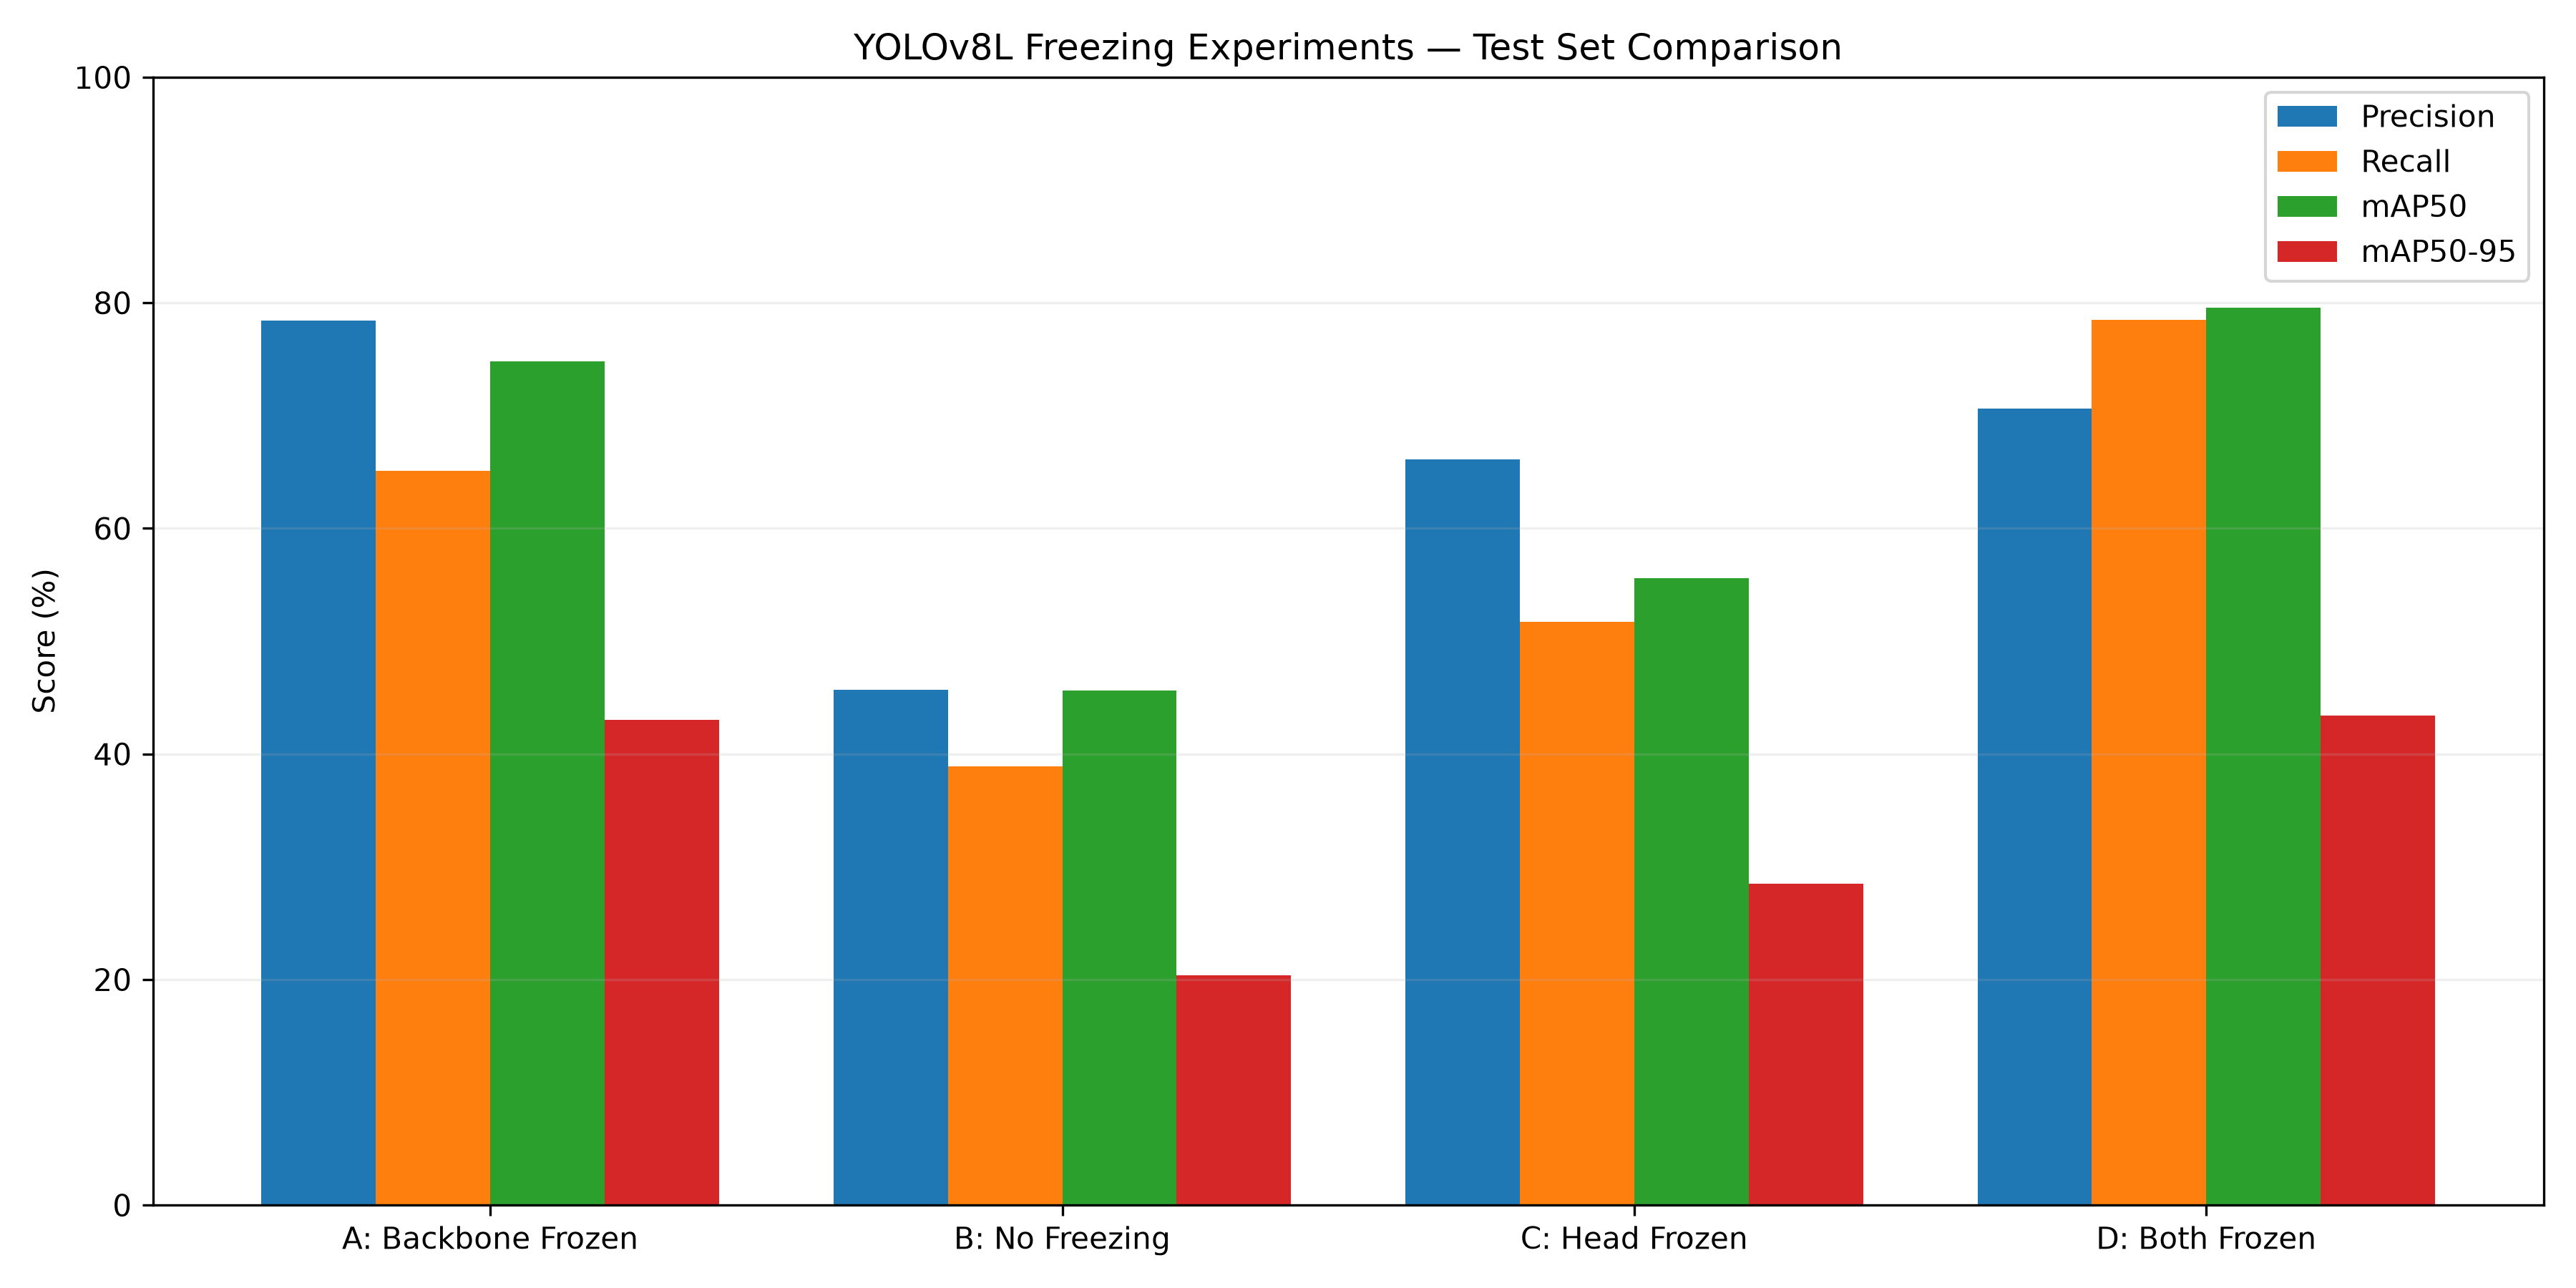 YOLOv8L Freezing Experiments — Test Set Comparison
100
80
60
40
20
0
Score (%)
Precision
Recall
mAP50
mAP50-95
A: Backbone Frozen
B: No Freezing
C: Head Frozen
D: Both Frozen